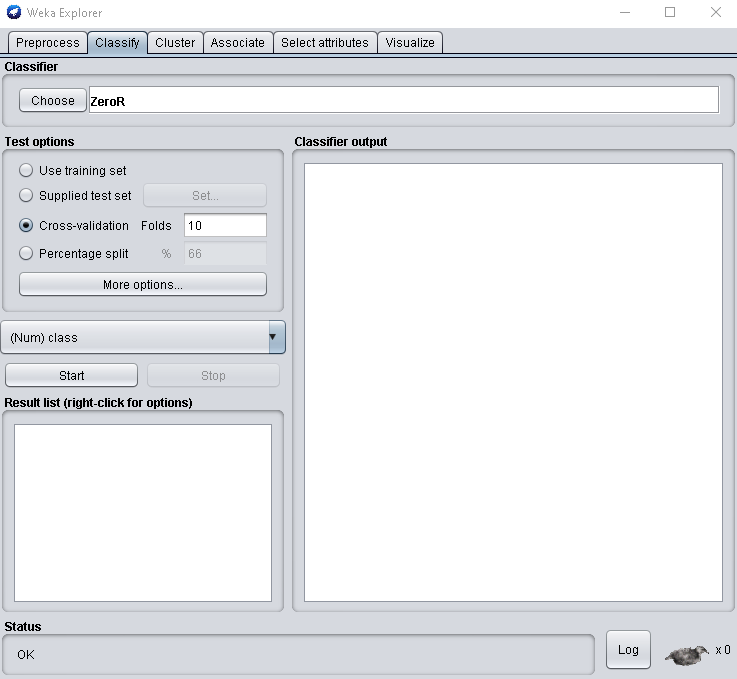 Weka Explorer
Preprocess Classify Cluster Associate Select attributes Visualize
Classifier
Choose ZeroR
Test options
Use training set
Supplied test set Set...
Cross-validation Folds 10
Percentage split % 66
More options...
(Num) class
Start Stop
Result list (right-click for options)
Classifier output
Status
OK
Log
x 0